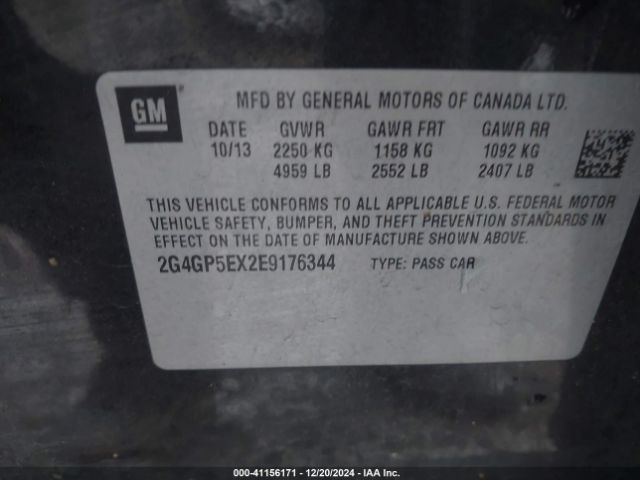 GM
MFD BY GENERAL MOTORS OF CANADA LTD.
DATE GVWR GAWR FRT GAWR RR
10/13 2250 KG 1158 KG 1092 KG
4959 LB 2552 LB 2407 LB
THIS VEHICLE CONFORMS TO ALL APPLICABLE U.S. FEDERAL MOTOR
VEHICLE SAFETY, BUMPER, AND THEFT PREVENTION STANDARDS IN
EFFECT ON THE DATE OF MANUFACTURE SHOWN ABOVE.
2G4GP5EX2E9176344 TYPE: PASS CAR
000-41156171 - 12/20/2024 - IAA Inc.